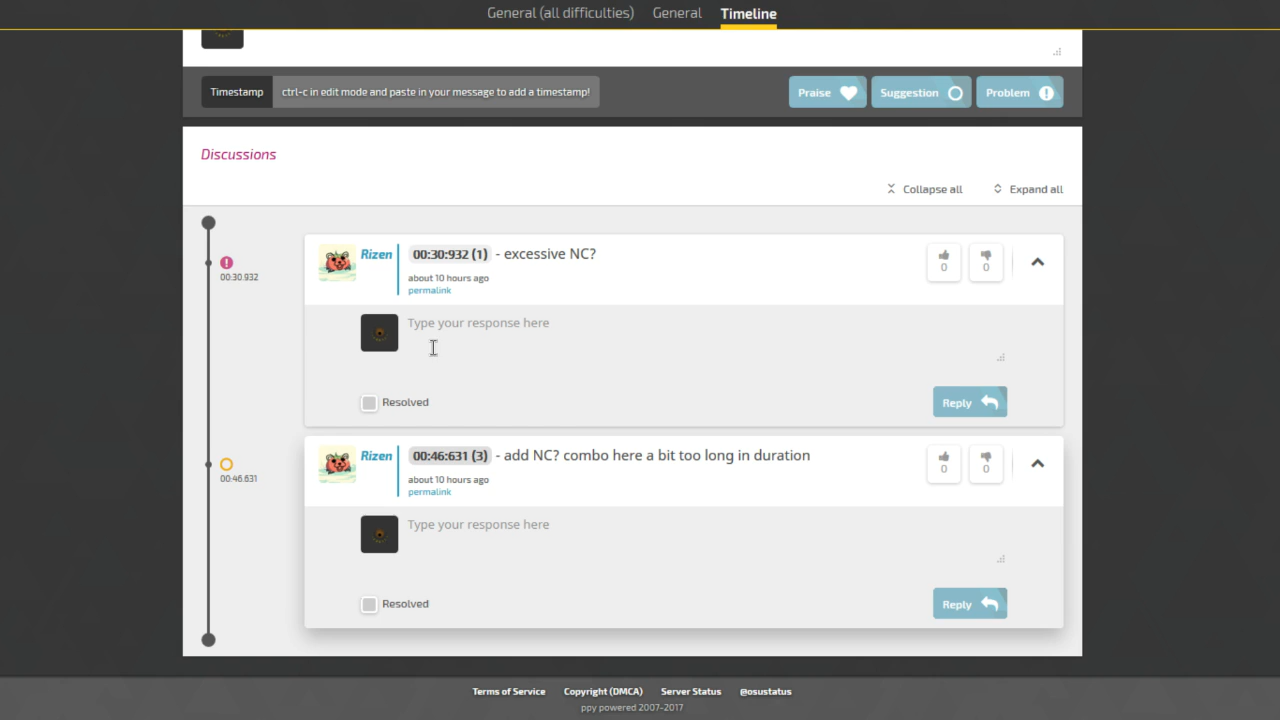 General (all difficulties) General Timeline
Timestamp ctrl-c in edit mode and paste in your message to add a timestamp! Praise Suggestion Problem
Discussions
Collapse all Expand all
00:30.932
Rizen 00:30:932 (1) - excessive NC?
about 10 hours ago
permalink
0 0
Type your response here
Resolved Reply
00:46.631
Rizen 00:46:631 (3) - add NC? combo here a bit too long in duration
about 10 hours ago
permalink
0 0
Type your response here
Resolved Reply
Terms of Service Copyright (DMCA) Server Status @osustatus
ppy powered 2007-2017